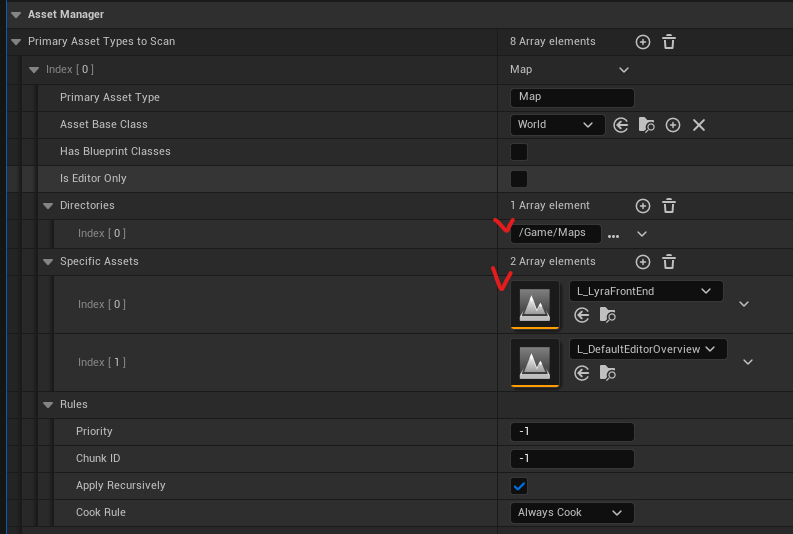 Asset Manager
Primary Asset Types to Scan 8 Array elements
Index [ 0 ] Map
Primary Asset Type Map
Asset Base Class World
Has Blueprint Classes
Is Editor Only
Directories 1 Array element
Index [ 0 ] /Game/Maps ...
Specific Assets 2 Array elements
Index [ 0 ] L_LyraFrontEnd
Index [ 1 ] L_DefaultEditorOverview
Rules
Priority -1
Chunk ID -1
Apply Recursively
Cook Rule Always Cook